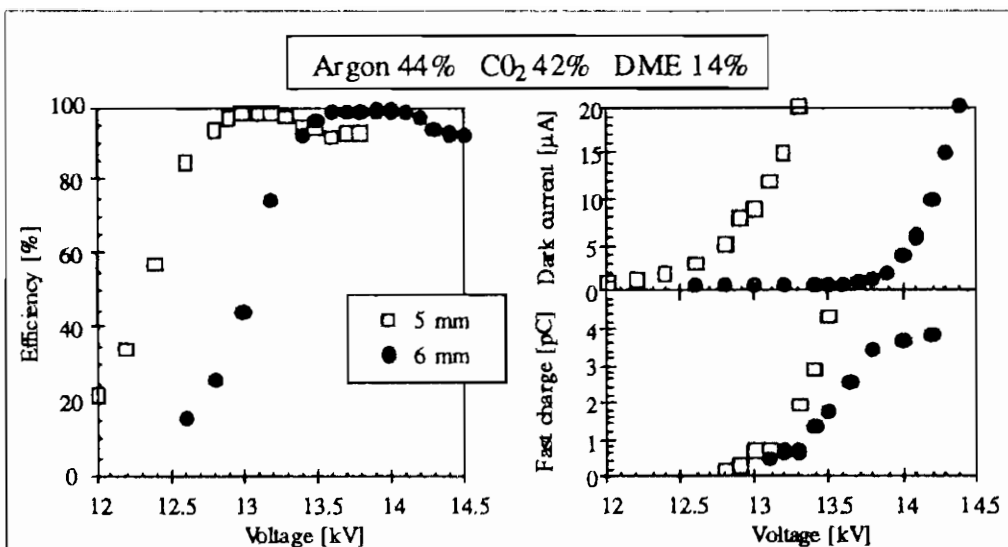 Argon 44% CO₂ 42% DME 14%
Efficiency [%]
100
80
60
40
20
0
12 12.5 13 13.5 14 14.5
Voltage [kV]
□ 5 mm
● 6 mm
Dark current [µA]
20
15
10
5
0
Fast charge [pC]
4
3
2
1
0
12 12.5 13 13.5 14 14.5
Voltage [kV]